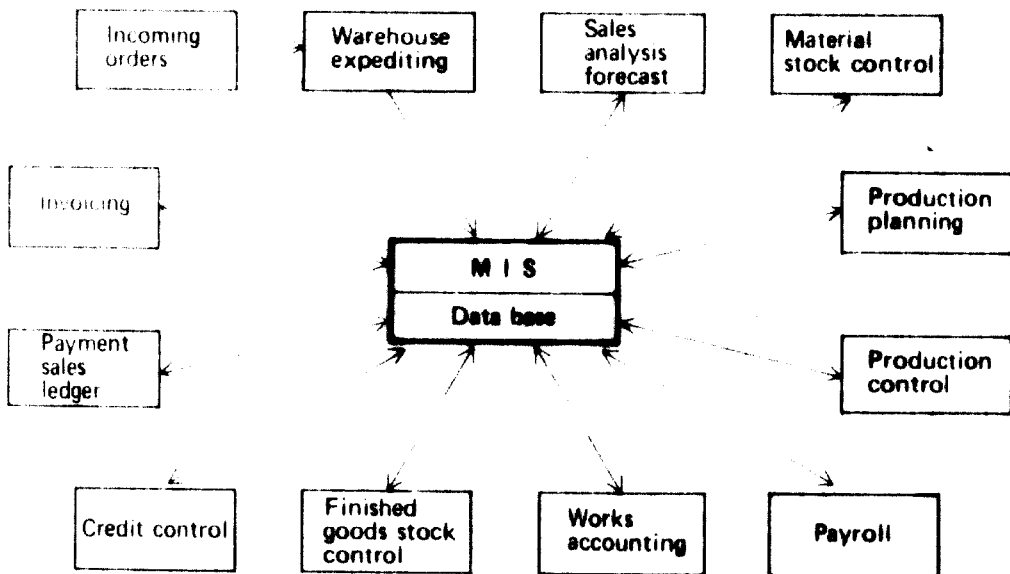 Incoming
orders
Warehouse
expediting
Sales
analysis
forecast
Material
stock control
Invoicing
Production
planning
M I S
Data base
Payment
sales
ledger
Production
control
Credit control
Finished
goods stock
control
Works
accounting
Payroll